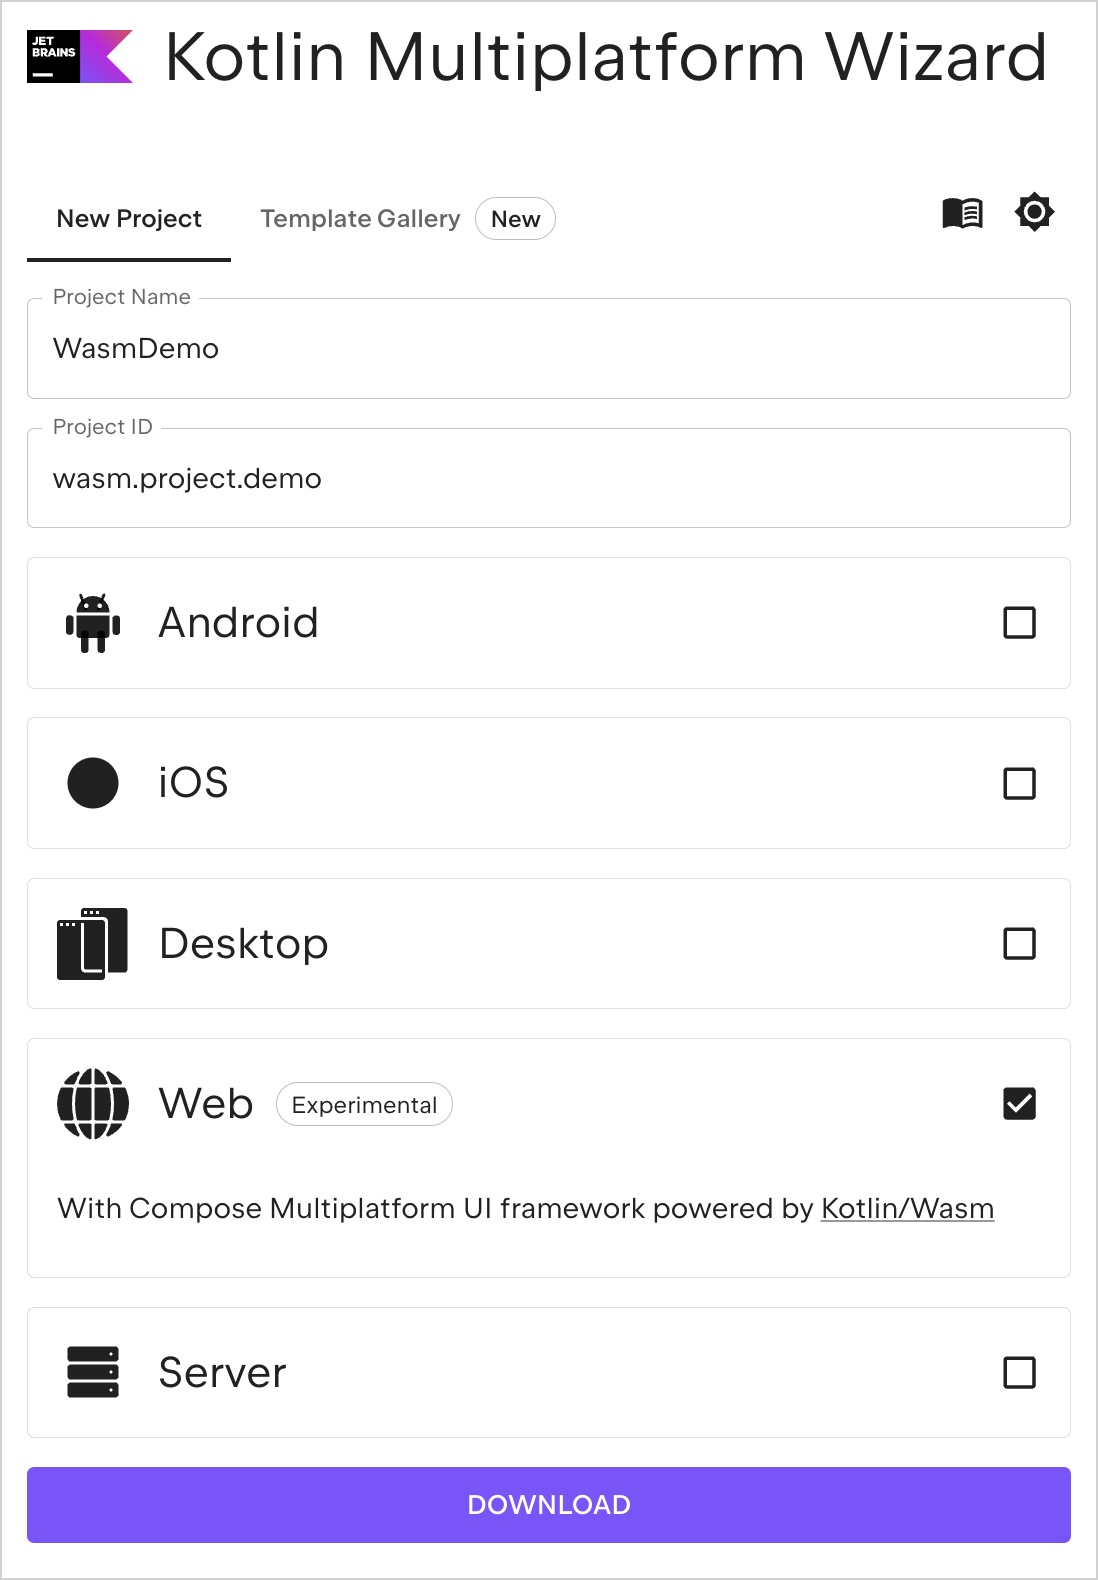 JET
BRAINS
Kotlin Multiplatform Wizard
New Project
Template Gallery New
Project Name
WasmDemo
Project ID
wasm.project.demo
Android
iOS
Desktop
Web Experimental
With Compose Multiplatform UI framework powered by Kotlin/Wasm
Server
DOWNLOAD